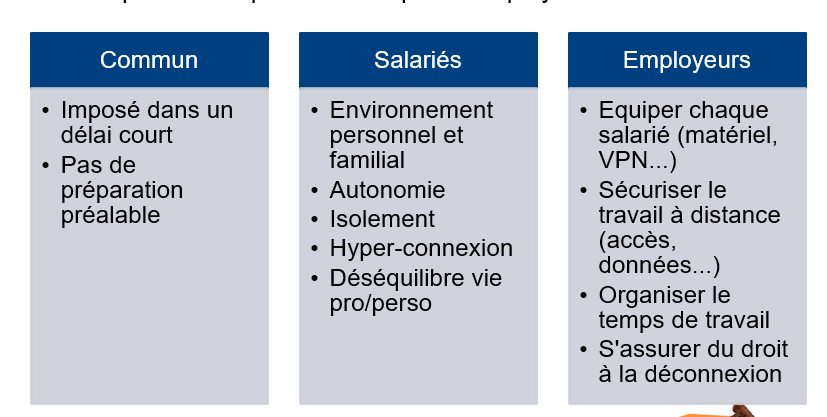 Commun
• Imposé dans un
délai court
• Pas de
préparation
préalable
Salariés
• Environnement
personnel et
familial
• Autonomie
• Isolement
• Hyper-connexion
• Déséquilibre vie
pro/perso
Employeurs
• Equiper chaque
salarié (matériel,
VPN...)
• Sécuriser le
travail à distance
(accès,
données...)
• Organiser le
temps de travail
• S'assurer du droit
à la déconnexion